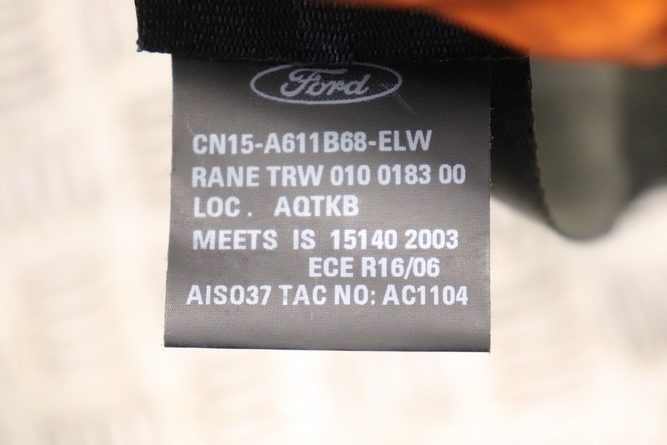 Ford
CN15-A611B68-ELW
RANE TRW 010 0183 00
LOC . AQTKB
MEETS IS 15140 2003
ECE R16/06
AIS037 TAC NO: AC1104